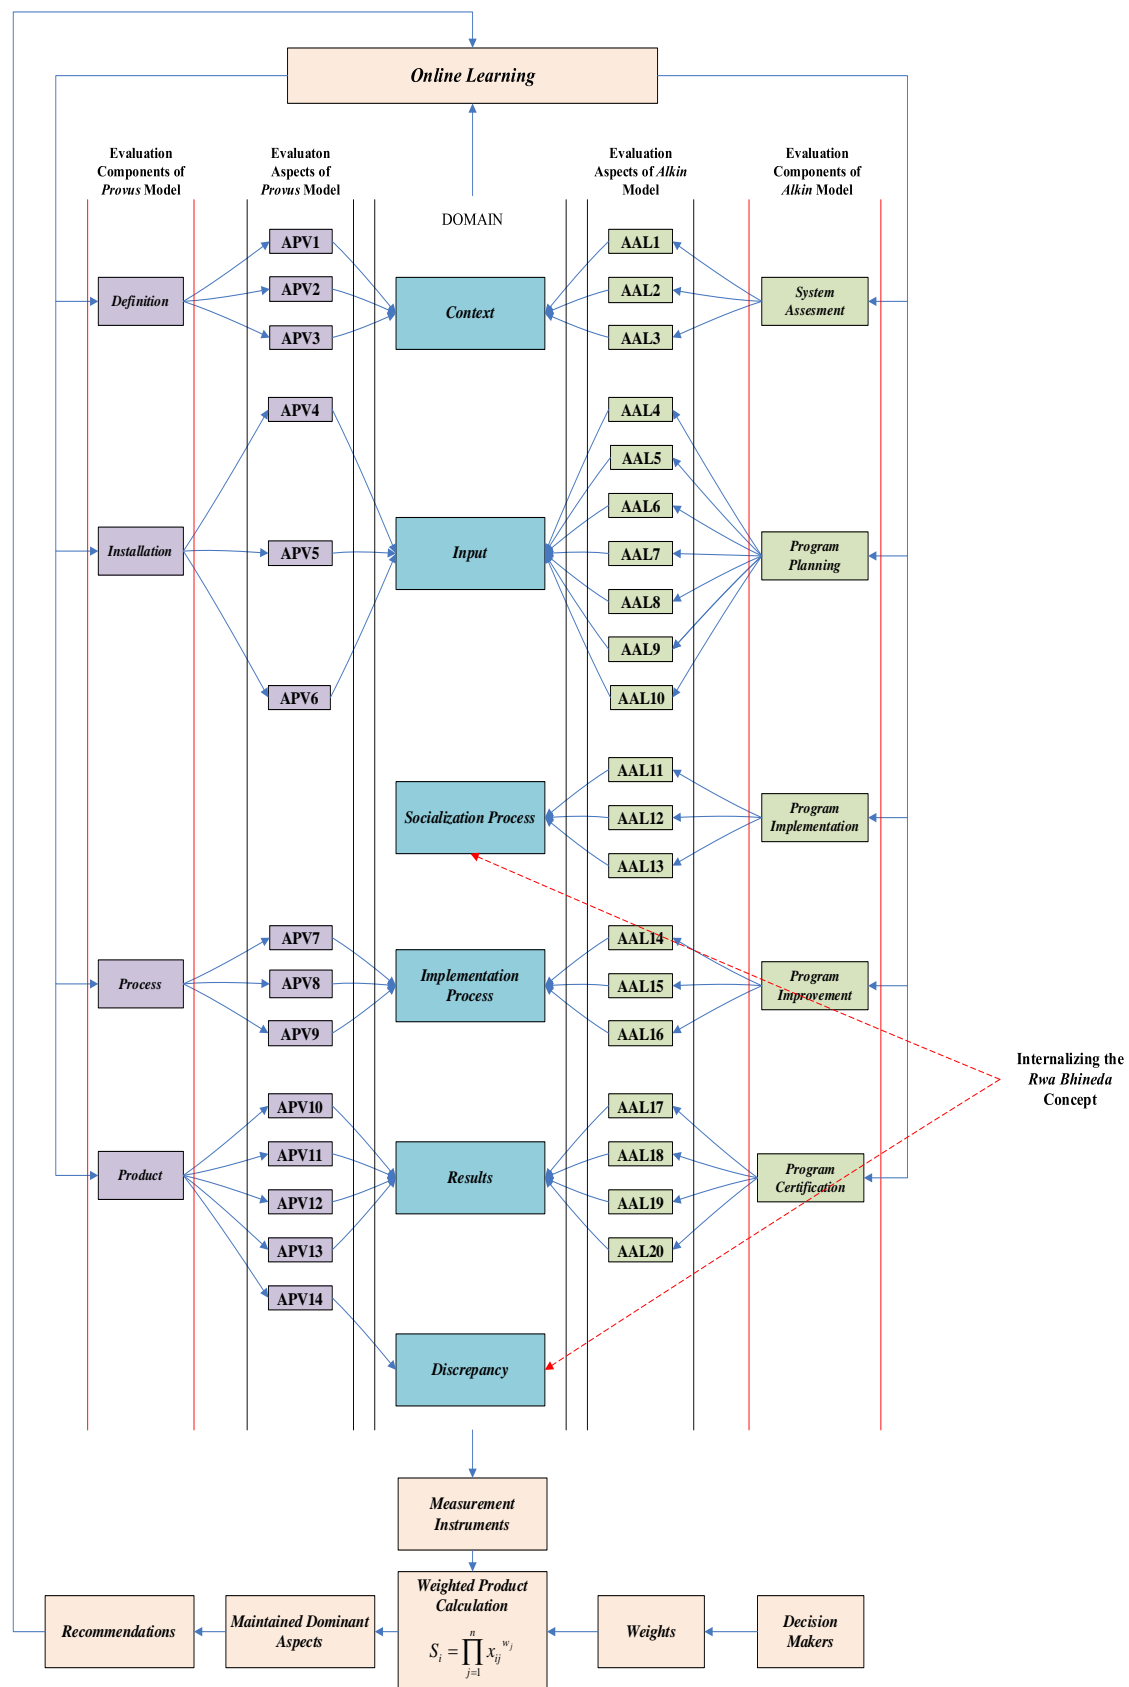 Online Learning
Evaluation
Components of
Provus Model
Evaluaton
Aspects of
Provus Model
Evaluation
Aspects of Alkin
Model
Evaluation
Components of
Alkin Model
DOMAIN
Definition
APV1
APV2
APV3
Context
AAL1
AAL2
AAL3
System
Assesment
Installation
APV4
APV5
APV6
Input
AAL4
AAL5
AAL6
AAL7
AAL8
AAL9
AAL10
Program
Planning
Socialization Process
AAL11
AAL12
AAL13
Program
Implementation
Process
APV7
APV8
APV9
Implementation
Process
AAL14
AAL15
AAL16
Program
Improvement
Internalizing the
Rwa Bhineda
Concept
Product
APV10
APV11
APV12
APV13
APV14
Results
AAL17
AAL18
AAL19
AAL20
Program
Certification
Discrepancy
Measurement
Instruments
Recommendations
Maintained Dominant
Aspects
Weighted Product
Calculation
S_i = ∏_{j=1}^{n} x_{ij}^{w_j}
Weights
Decision
Makers